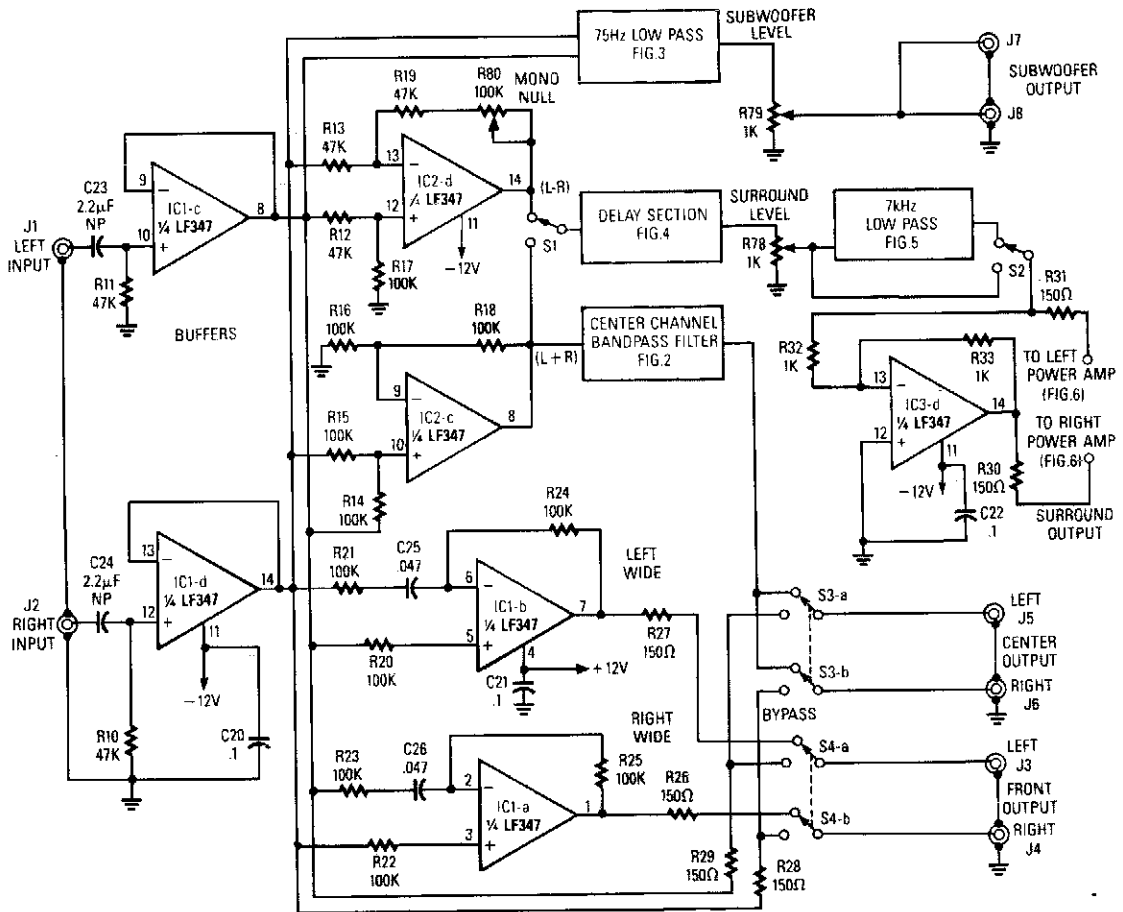 75Hz LOW PASS
FIG.3
SUBWOOFER
LEVEL
J7
SUBWOOFER
OUTPUT
J8
R79
1K
R19
47K
R80
100K
MONO
NULL
R13
47K
13
−
IC2-d
¼ LF347
14
12
+
11
−12V
R12
47K
R17
100K
(L-R)
S1
DELAY SECTION
FIG.4
SURROUND
LEVEL
R78
1K
7kHz
LOW PASS
FIG.5
S2
R31
150Ω
C23
2.2µF
NP
J1
LEFT
INPUT
9
−
IC1-c
¼ LF347
8
10
+
R11
47K
BUFFERS
R16
100K
R18
100K
(L + R)
CENTER CHANNEL
BANDPASS FILTER
FIG.2
9
−
IC2-c
¼ LF347
8
10
+
R15
100K
R14
100K
R32
1K
R33
1K
13
−
IC3-d
¼ LF347
14
12
+
11
−12V
C22
.1
TO LEFT
POWER AMP
(FIG.6)
TO RIGHT
POWER AMP
(FIG.6)
R30
150Ω
SURROUND
OUTPUT
C24
2.2µF
NP
J2
RIGHT
INPUT
13
−
IC1-d
¼ LF347
14
12
+
11
−12V
R10
47K
C20
.1
R21
100K
C25
.047
R24
100K
LEFT
WIDE
6
−
IC1-b
¼ LF347
7
5
+
4
R20
100K
+12V
C21
.1
R27
150Ω
S3-a
LEFT
J5
CENTER
OUTPUT
S3-b
RIGHT
J6
BYPASS
RIGHT
WIDE
R23
100K
C26
.047
R25
100K
2
−
IC1-a
¼ LF347
1
3
+
R22
100K
R26
150Ω
S4-a
LEFT
J3
FRONT
OUTPUT
S4-b
RIGHT
J4
R29
150Ω
R28
150Ω